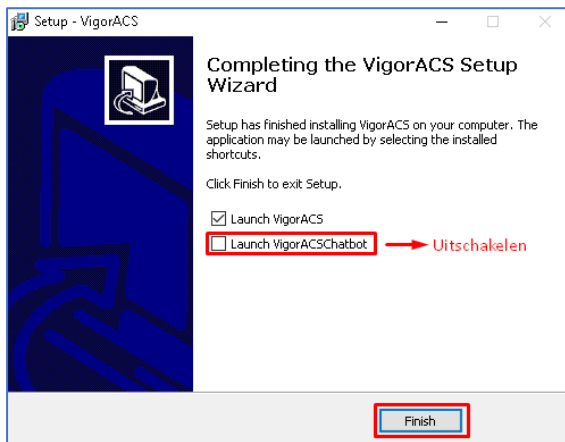 Setup - VigorACS
Completing the VigorACS Setup
Wizard
Setup has finished installing VigorACS on your computer. The
application may be launched by selecting the installed
shortcuts.
Click Finish to exit Setup.
Launch VigorACS
Launch VigorACSChatbot Uitschakelen
Finish